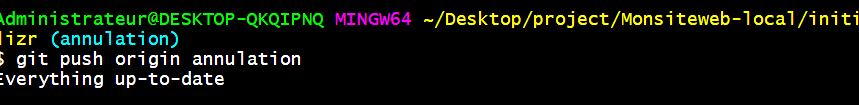 Administrateur@DESKTOP-QKQIPNQ MINGW64 ~/Desktop/project/Monsiteweb-local/initi
lizr (annulation)
$ git push origin annulation
Everything up-to-date